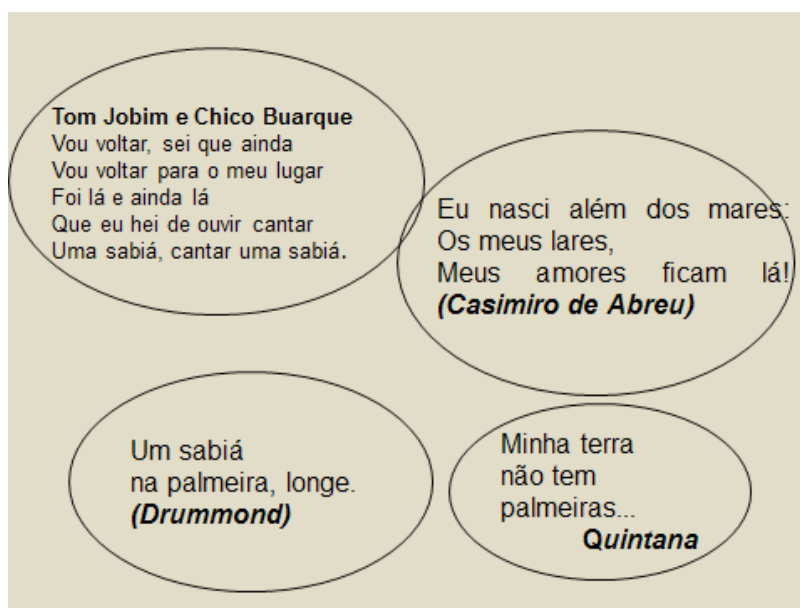 Tom Jobim e Chico Buarque
Vou voltar, sei que ainda
Vou voltar para o meu lugar
Foi lá e ainda lá
Que eu hei de ouvir cantar
Uma sabiá, cantar uma sabiá.
Eu nasci além dos mares:
Os meus lares,
Meus amores ficam lá!
(Casimiro de Abreu)
Um sabiá
na palmeira, longe.
(Drummond)
Minha terra
não tem
palmeiras...
Quintana